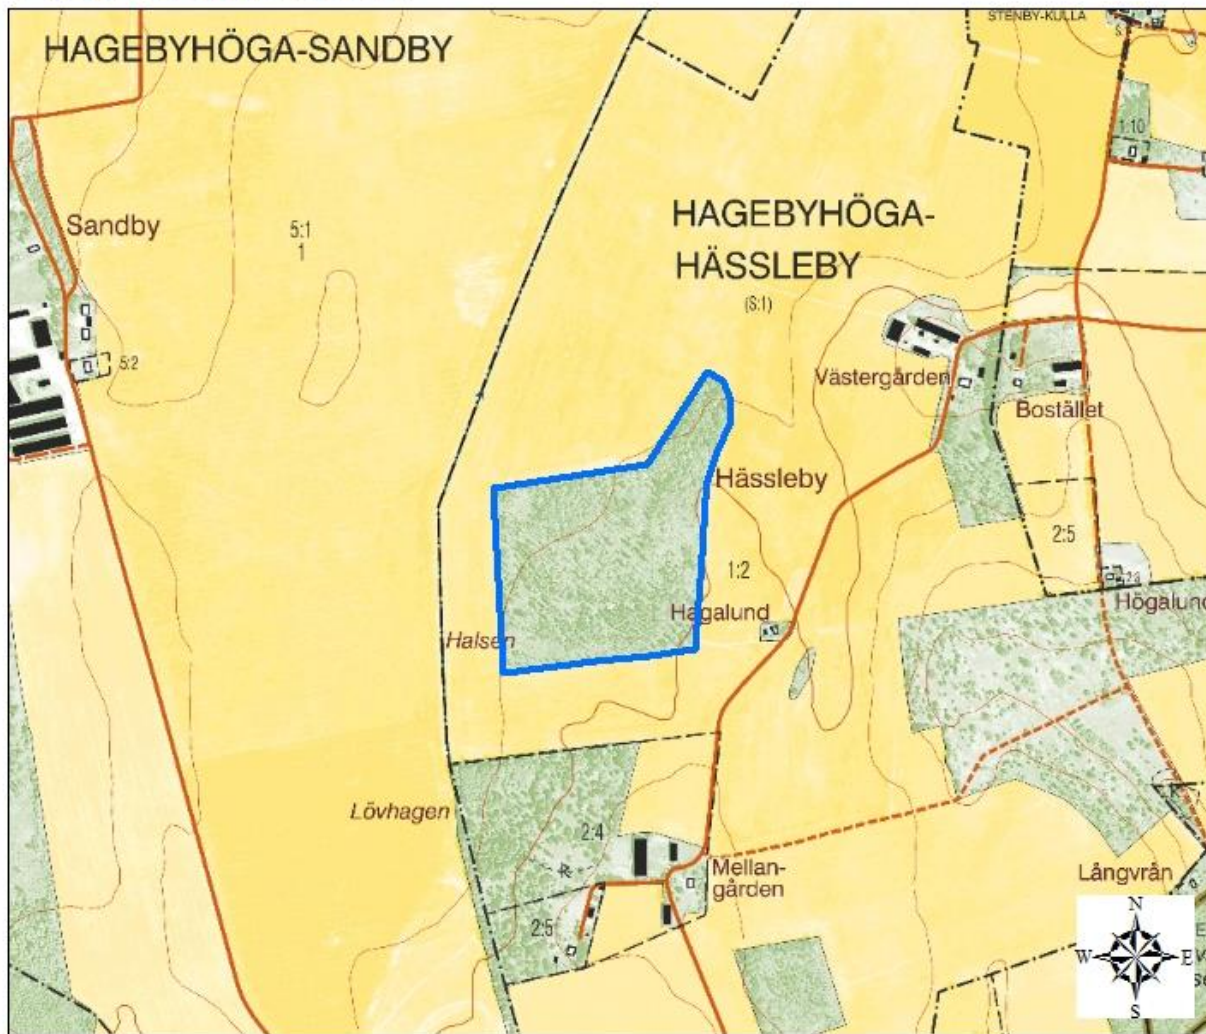 STENBY-KULLA
HAGEBYHÖGA-SANDBY
1:10
HAGEBYHÖGA-
HÄSSLEBY
(S:1)
Sandby
5:1
1
5:2
Västergården
Bostället
Hässleby
2:5
1:2
Hagalund
Högalund
Halsen
Lövhagen
2:4
Mellan-
gården
Långvrån
2:5
N
W
E
S